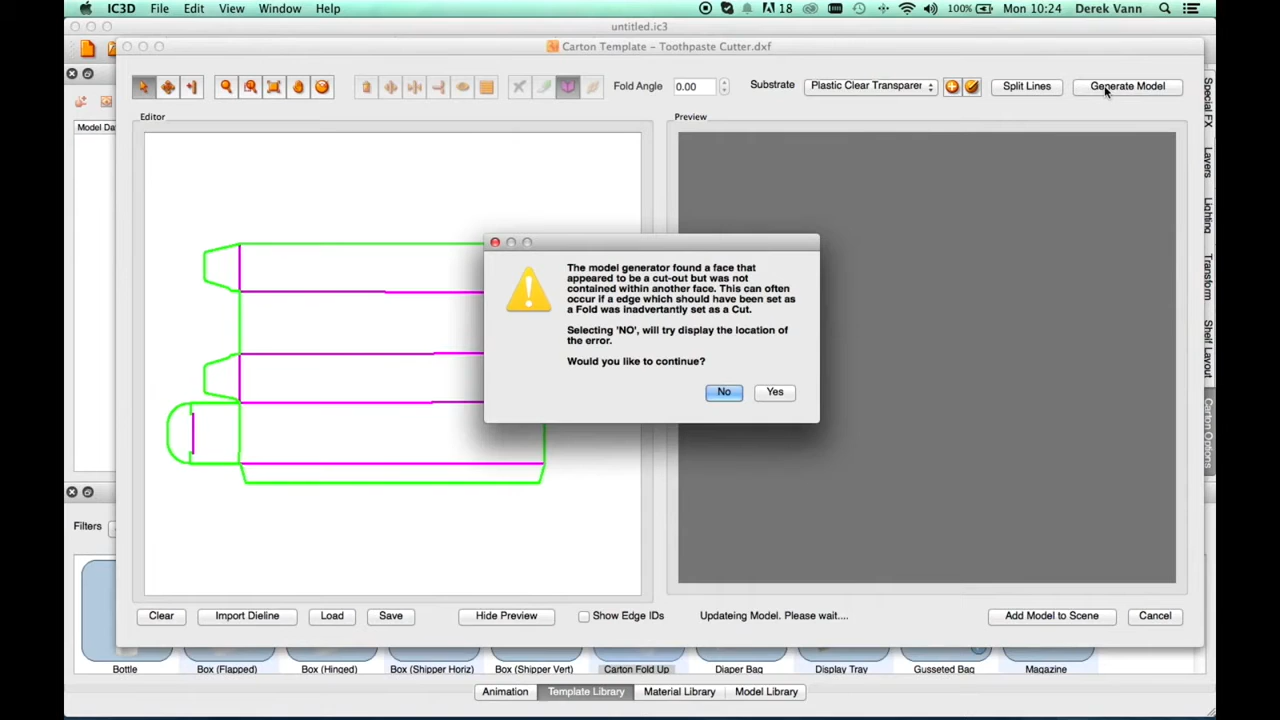 IC3D File Edit View Window Help 18 100% Mon 10:24 Derek Vann
untitled.ic3
Carton Template – Toothpaste Cutter.dxf
Fold Angle 0.00 Substrate Plastic Clear Transparer Split Lines Generate Model
Editor Preview
Model Da
Special FX
Layers
Lighting
Transform
Shelf Layout
Carton Options
The model generator found a face that
appeared to be a cut-out but was not
contained within another face. This can often
occur if a edge which should have been set as
a Fold was inadvertantly set as a Cut.
Selecting 'NO', will try display the location of
the error.
Would you like to continue?
No Yes
Filters
Clear Import Dieline Load Save Hide Preview Show Edge IDs Updateing Model. Please wait.... Add Model to Scene Cancel
Bottle Box (Flapped) Box (Hinged) Box (Shipper Horiz) Box (Shipper Vert) Carton Fold Up Diaper Bag Display Tray Gusseted Bag Magazine
Animation Template Library Material Library Model Library